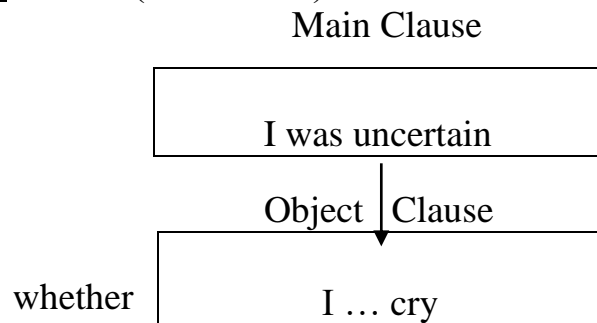 Main Clause
I was uncertain
Object Clause
whether I … cry